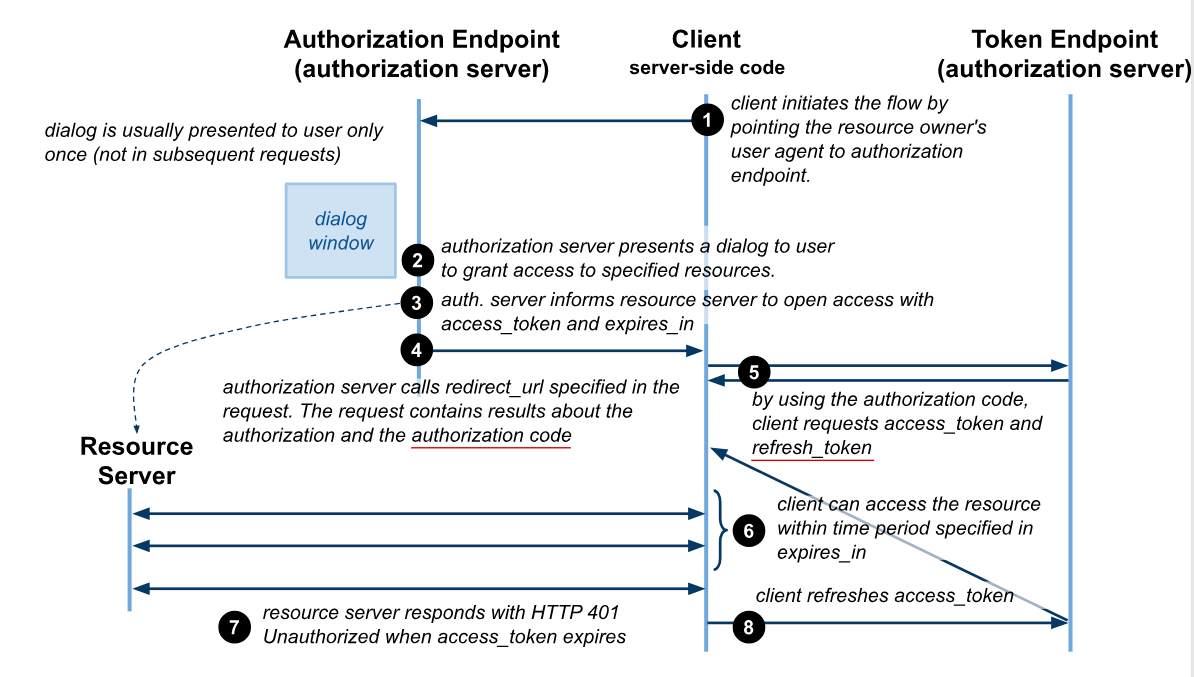 Authorization Endpoint
(authorization server)
Client
server-side code
Token Endpoint
(authorization server)
1
client initiates the flow by
pointing the resource owner's
user agent to authorization
endpoint.
dialog is usually presented to user only
once (not in subsequent requests)
dialog
window
2
authorization server presents a dialog to user
to grant access to specified resources.
3
auth. server informs resource server to open access with
access_token and expires_in
4
authorization server calls redirect_url specified in the
request. The request contains results about the
authorization and the authorization code
5
by using the authorization code,
client requests access_token and
refresh_token
Resource
Server
6
client can access the resource
within time period specified in
expires_in
7
resource server responds with HTTP 401
Unauthorized when access_token expires
client refreshes access_token
8